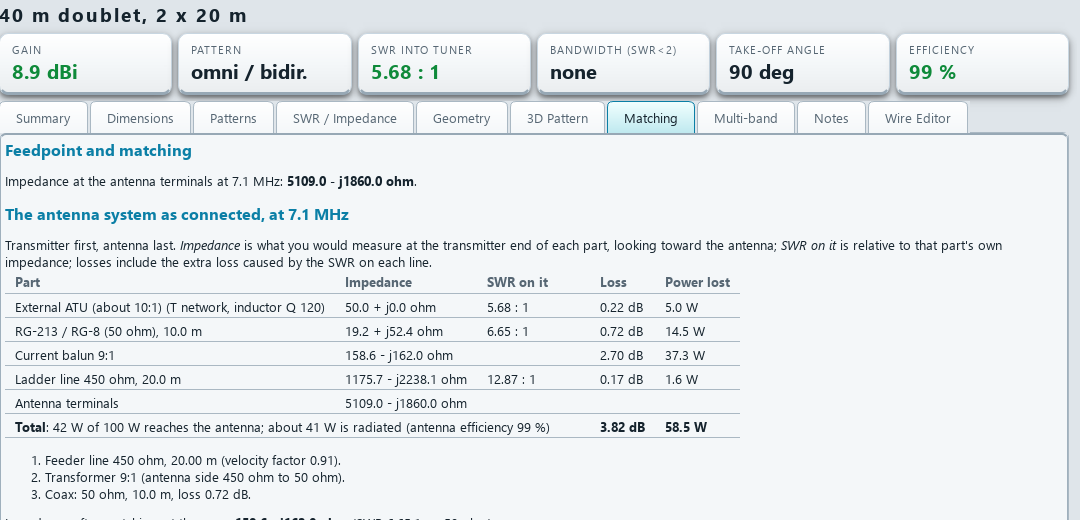 40 m doublet, 2 x 20 m
GAIN
8.9 dBi
PATTERN
omni / bidir.
SWR INTO TUNER
5.68 : 1
BANDWIDTH (SWR<2)
none
TAKE-OFF ANGLE
90 deg
EFFICIENCY
99 %
Summary Dimensions Patterns SWR / Impedance Geometry 3D Pattern Matching Multi-band Notes Wire Editor
Feedpoint and matching
Impedance at the antenna terminals at 7.1 MHz: 5109.0 - j1860.0 ohm.
The antenna system as connected, at 7.1 MHz
Transmitter first, antenna last. Impedance is what you would measure at the transmitter end of each part, looking toward the antenna; SWR on it is relative to that part's own
impedance; losses include the extra loss caused by the SWR on each line.
Part Impedance SWR on it Loss Power lost
External ATU (about 10:1) (T network, inductor Q 120) 50.0 + j0.0 ohm 5.68 : 1 0.22 dB 5.0 W
RG-213 / RG-8 (50 ohm), 10.0 m 19.2 + j52.4 ohm 6.65 : 1 0.72 dB 14.5 W
Current balun 9:1 158.6 - j162.0 ohm 2.70 dB 37.3 W
Ladder line 450 ohm, 20.0 m 1175.7 - j2238.1 ohm 12.87 : 1 0.17 dB 1.6 W
Antenna terminals 5109.0 - j1860.0 ohm
Total: 42 W of 100 W reaches the antenna; about 41 W is radiated (antenna efficiency 99 %) 3.82 dB 58.5 W
1. Feeder line 450 ohm, 20.00 m (velocity factor 0.91).
2. Transformer 9:1 (antenna side 450 ohm to 50 ohm).
3. Coax: 50 ohm, 10.0 m, loss 0.72 dB.